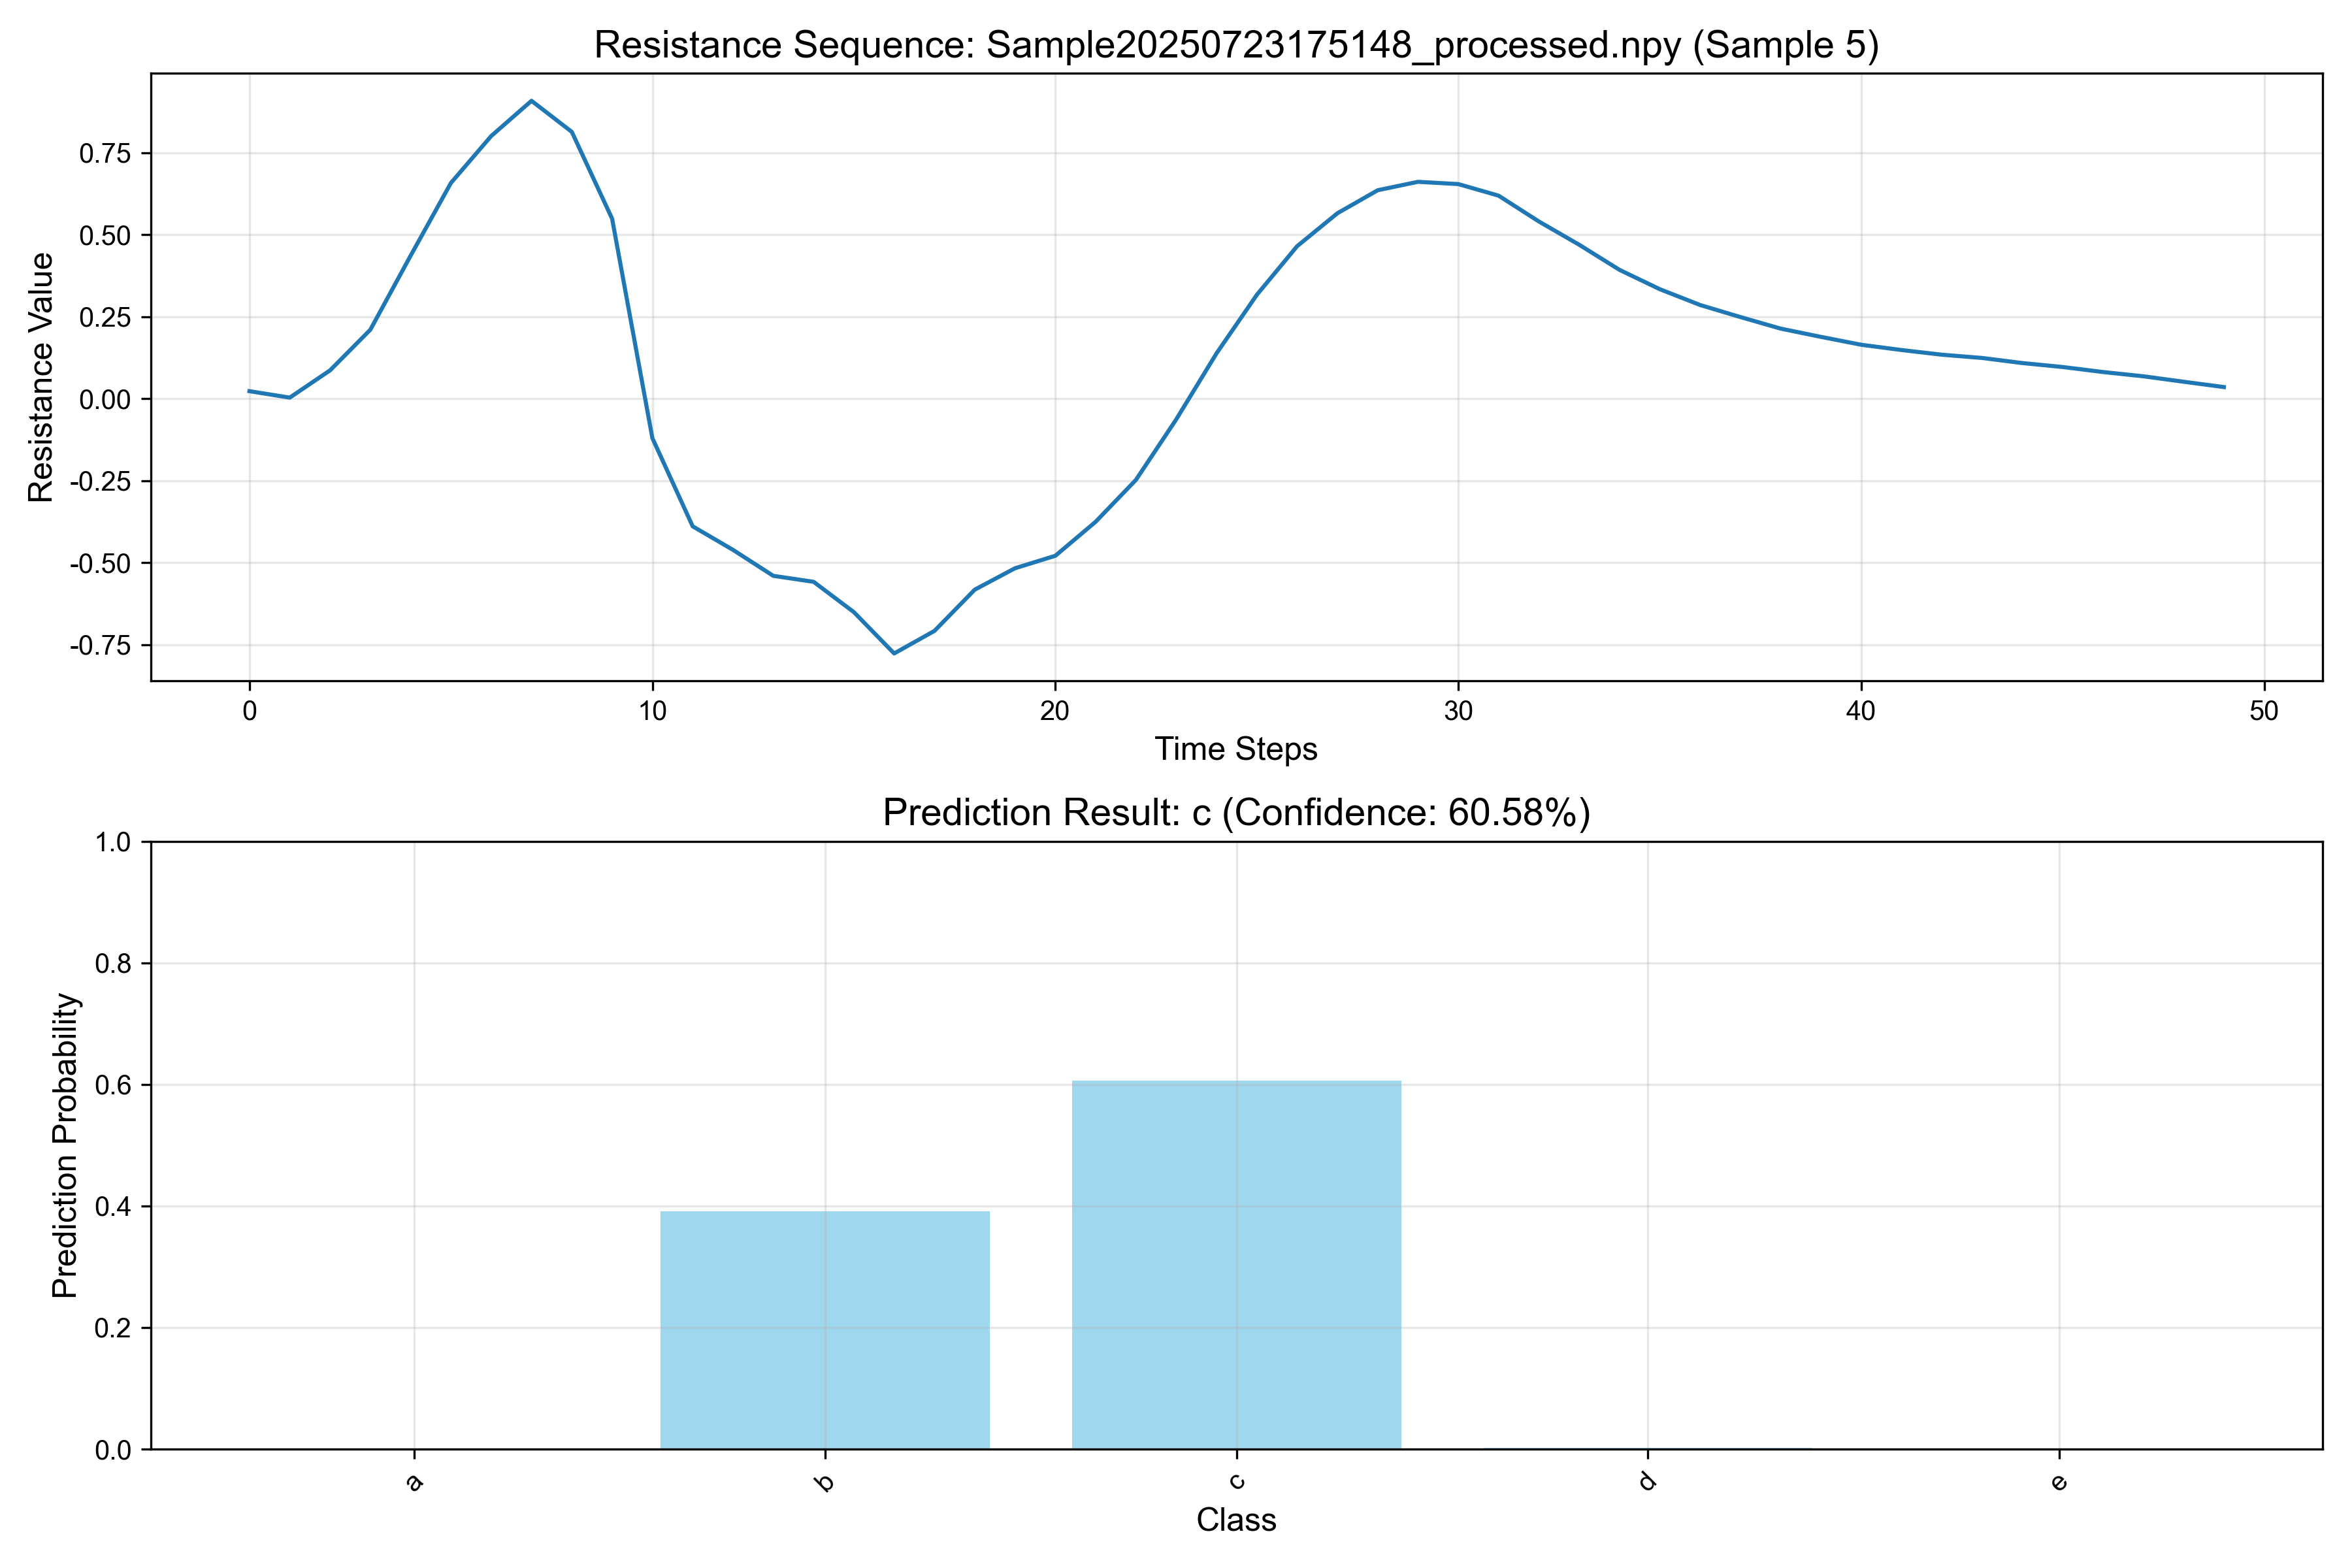 Resistance Sequence: Sample20250723175148_processed.npy (Sample 5)
Resistance Value
0.75
0.50
0.25
0.00
-0.25
-0.50
-0.75
0 10 20 30 40 50
Time Steps
Prediction Result: c (Confidence: 60.58%)
Prediction Probability
1.0
0.8
0.6
0.4
0.2
0.0
a b c d e
Class